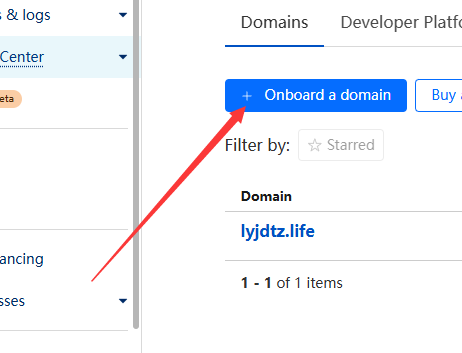 & logs
Center
eta
ancing
sses
Domains
Developer Platfo
+ Onboard a domain
Buy
Filter by:
☆ Starred
Domain
lyjdtz.life
1 - 1 of 1 items